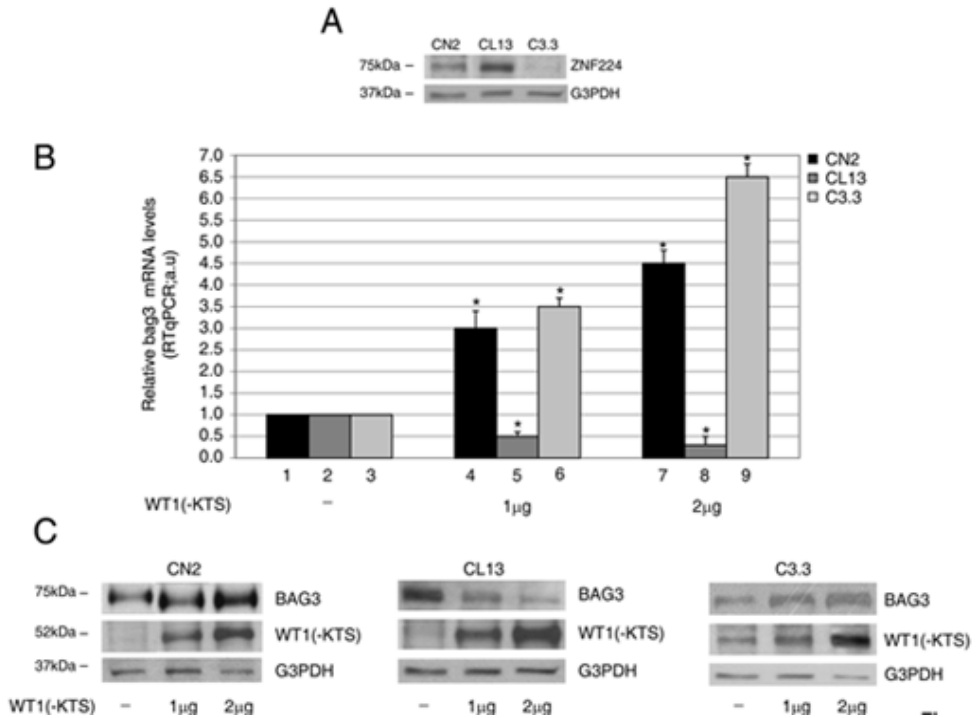 A
CN2 CL13 C3.3
75kDa – ZNF224
37kDa – G3PDH
B
Relative bag3 mRNA levels
(RTqPCR;a.u)
7.0
6.5
6.0
5.5
5.0
4.5
4.0
3.5
3.0
2.5
2.0
1.5
1.0
0.5
0.0
* * * * * *
CN2
CL13
C3.3
1 2 3 4 5 6 7 8 9
WT1(-KTS) – 1µg 2µg
C
CN2 CL13 C3.3
75kDa – BAG3 BAG3 BAG3
52kDa – WT1(-KTS) WT1(-KTS) WT1(-KTS)
37kDa – G3PDH G3PDH G3PDH
WT1(-KTS) – 1µg 2µg – 1µg 2µg – 1µg 2µg